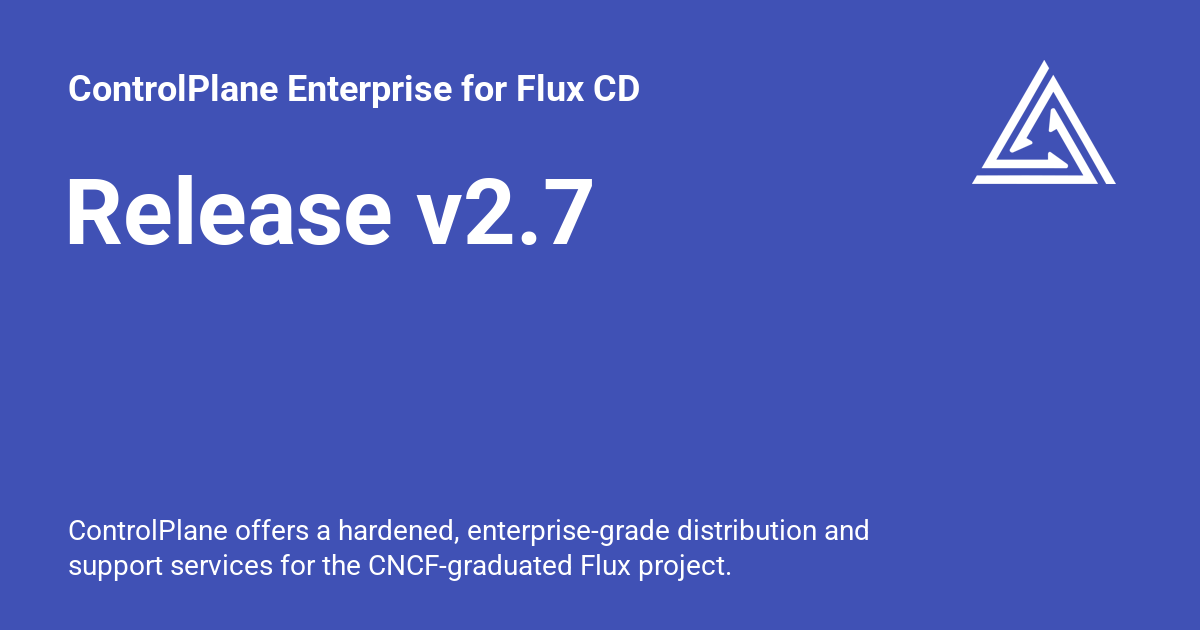 ControlPlane Enterprise for Flux CD
Release v2.7
ControlPlane offers a hardened, enterprise-grade distribution and
support services for the CNCF-graduated Flux project.